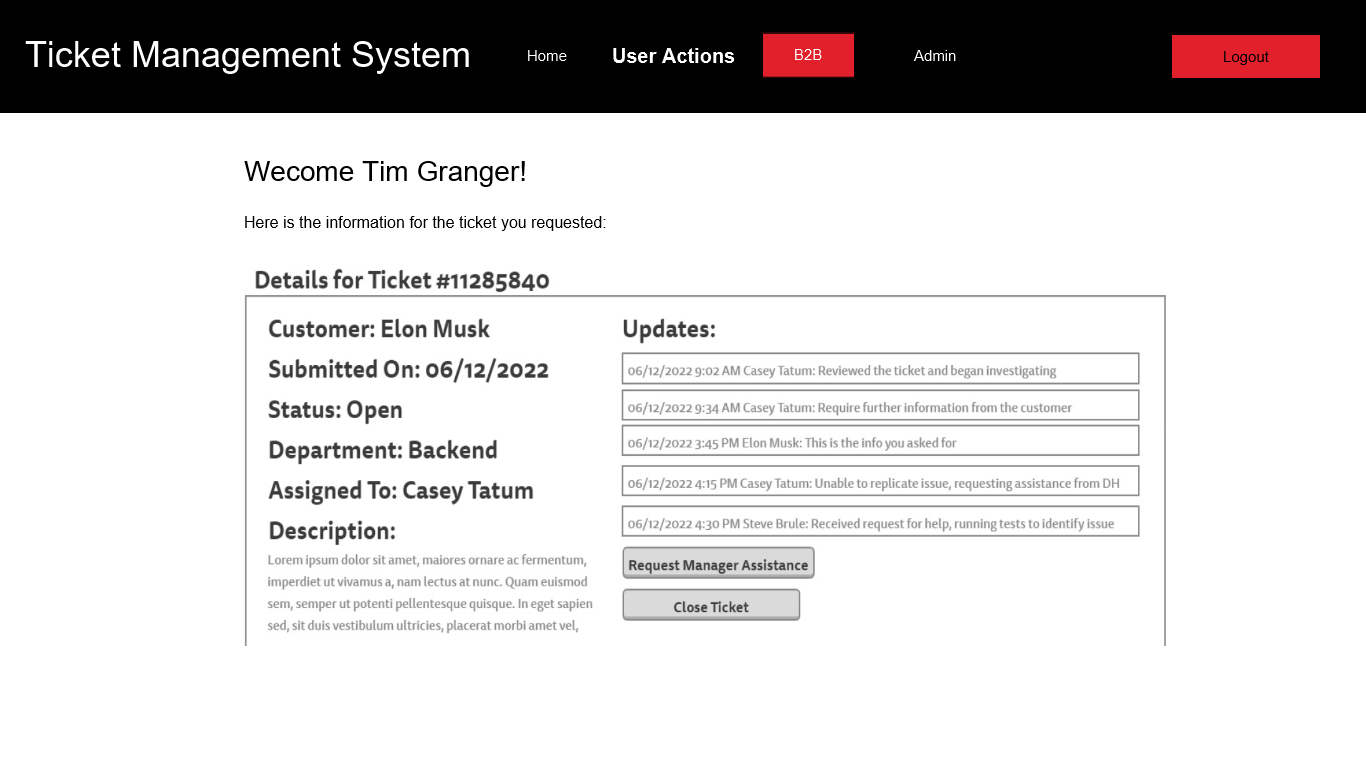 Ticket Management System
Home
User Actions
B2B
Admin
Logout
Wecome Tim Granger!
Here is the information for the ticket you requested:
Details for Ticket #11285840
Customer: Elon Musk
Submitted On: 06/12/2022
Status: Open
Department: Backend
Assigned To: Casey Tatum
Description:
Lorem ipsum dolor sit amet, maiores ornare ac fermentum,
imperdiet ut vivamus a, nam lectus at nunc. Quam euismod
sem, semper ut potenti pellentesque quisque. In eget sapien
sed, sit duis vestibulum ultricies, placerat morbi amet vel,
Updates:
06/12/2022 9:02 AM Casey Tatum: Reviewed the ticket and began investigating
06/12/2022 9:34 AM Casey Tatum: Require further information from the customer
06/12/2022 3:45 PM Elon Musk: This is the info you asked for
06/12/2022 4:15 PM Casey Tatum: Unable to replicate issue, requesting assistance from DH
06/12/2022 4:30 PM Steve Brule: Received request for help, running tests to identify issue
Request Manager Assistance
Close Ticket